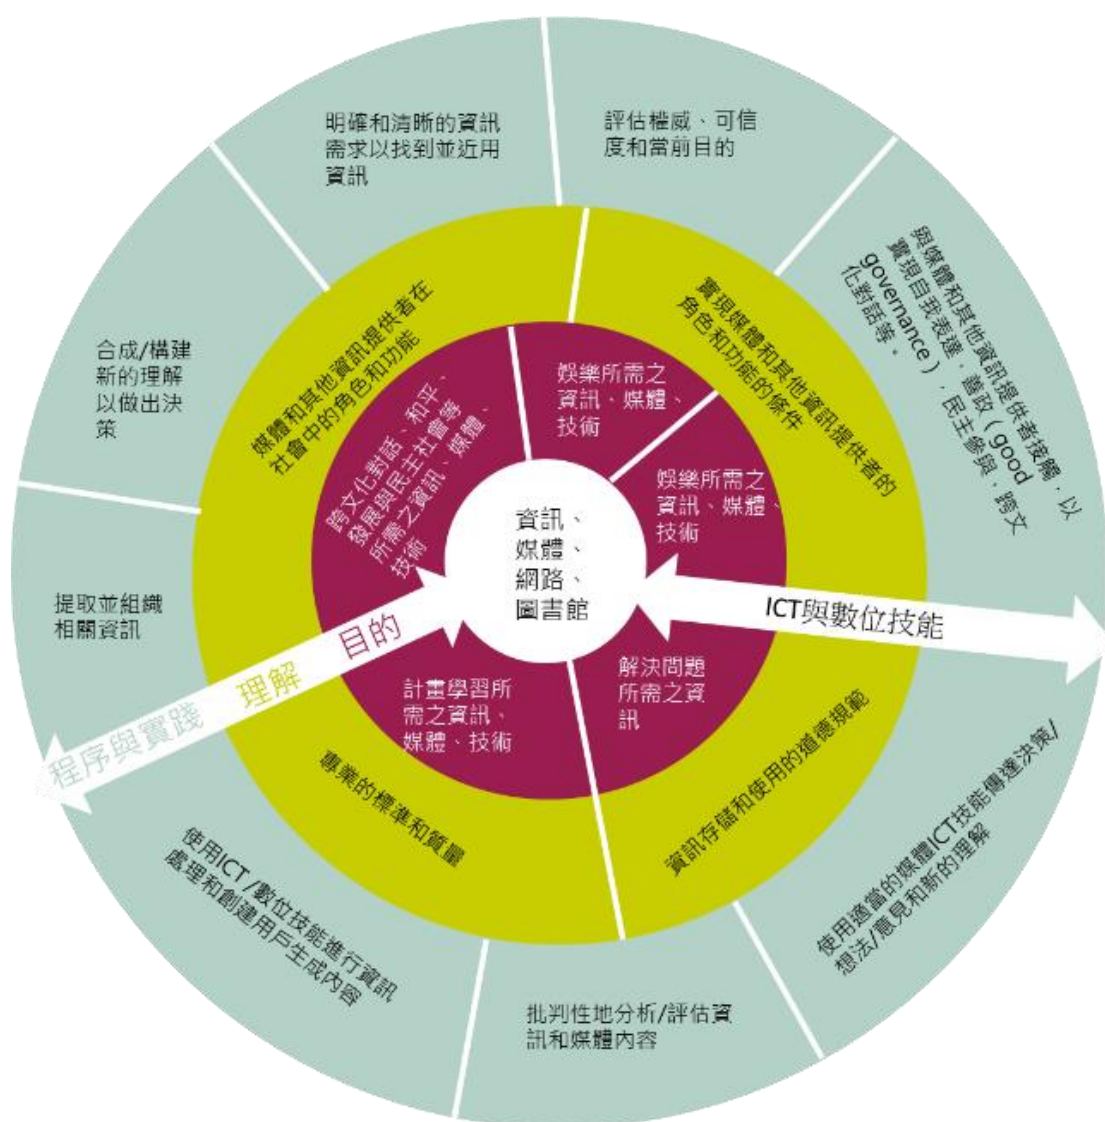 明確和清晰的資訊
需求以找到並近用
資訊
評估權威、可信
度和當前目的
與媒體和其他資訊提供者接觸，以
實現自我表達，善政（good
governance），民主參與，跨文
化對話等。
合成/構建
新的理解
以做出決
策
提取並組織
相關資訊
媒體和其他資訊提供者在
社會中的角色和功能
實現媒體和其他資訊提供者的
角色和功能的條件
跨文化對話、和平、
發展與民主社會等
所需之資訊、媒體、
技術
娛樂所需之
資訊、媒體、
技術
娛樂所需之
資訊、媒體、
技術
資訊、
媒體、
網路、
圖書館
ICT與數位技能
程序與實踐 理解 目的
計畫學習所
需之資訊、
媒體、技術
解決問題
所需之資
訊
專業的標準和質量
資訊存儲和使用的道德規範
使用ICT/數位技能進行資訊
處理和創建用戶生成內容
批判性地分析/評估資
訊和媒體內容
使用適當的媒體ICT技能傳達決策/
想法/意見和新的理解